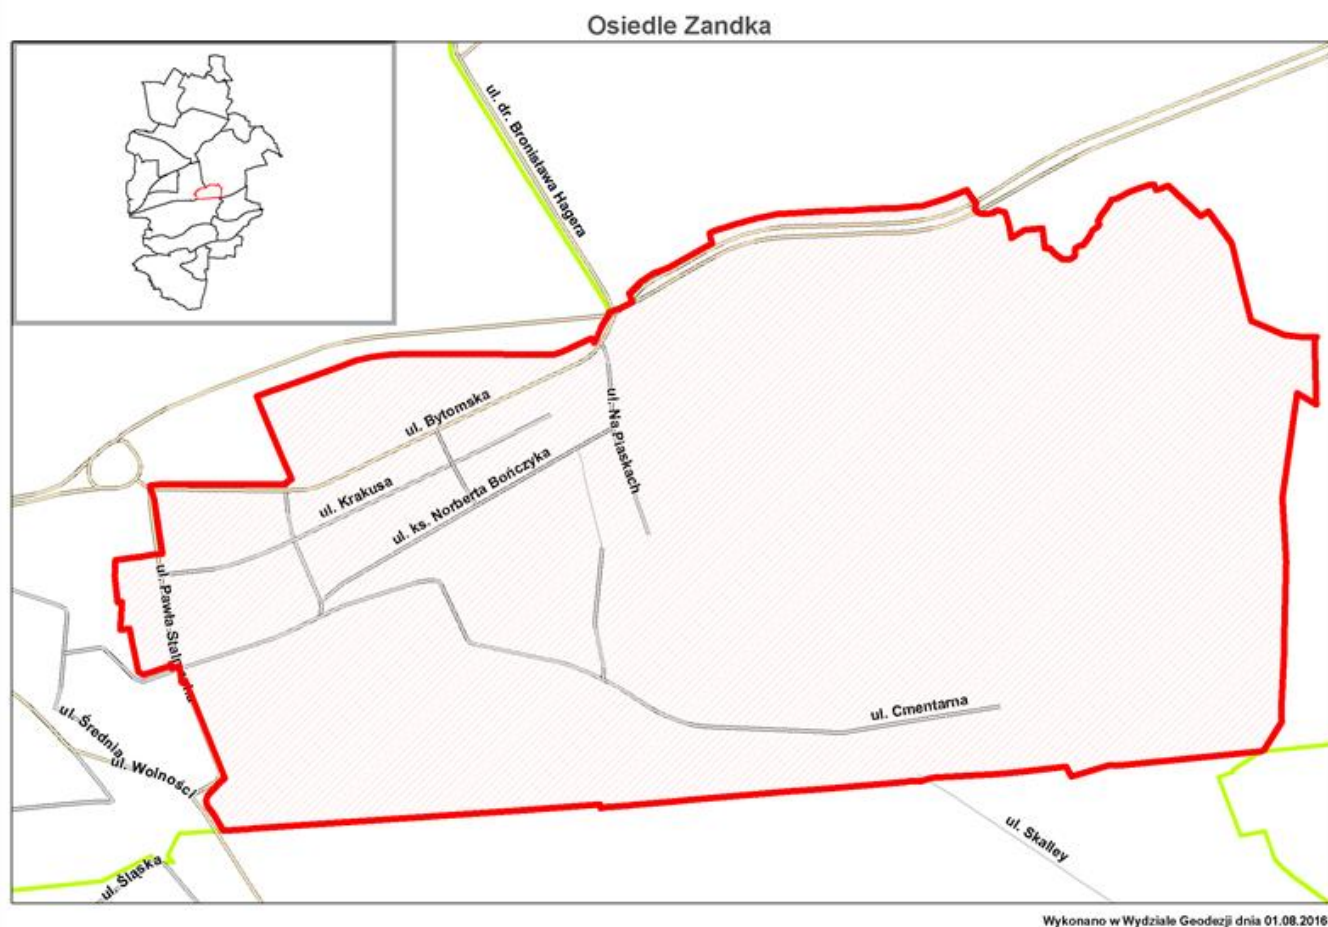 Osiedle Zandka
ul. dr. Bronisława Hagera
ul. Bytomska
ul. Na Piaskach
ul. Krakusa
ul. ks. Norberta Bończyka
ul. Pawła
ul. Cmentarna
ul. Średnia
ul. Wolności
ul. Skalley
ul. Śląska
Wykonano w Wydziale Geodezji dnia 01.08.2016